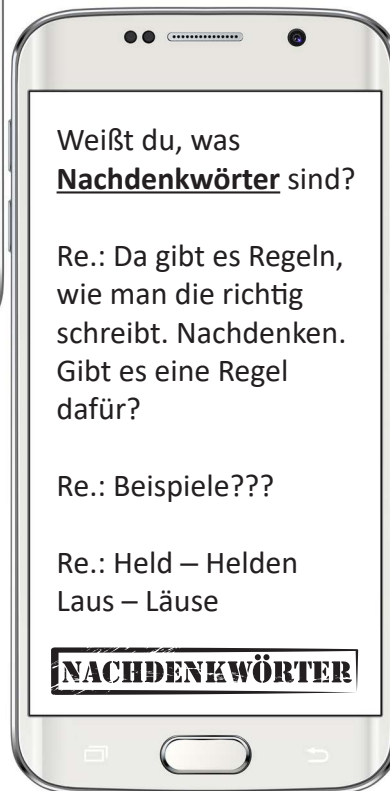 Weißt du, was
Nachdenkwörter sind?
Re.: Da gibt es Regeln,
wie man die richtig
schreibt. Nachdenken.
Gibt es eine Regel
dafür?
Re.: Beispiele???
Re.: Held – Helden
Laus – Läuse
NACHDENKWÖRTER